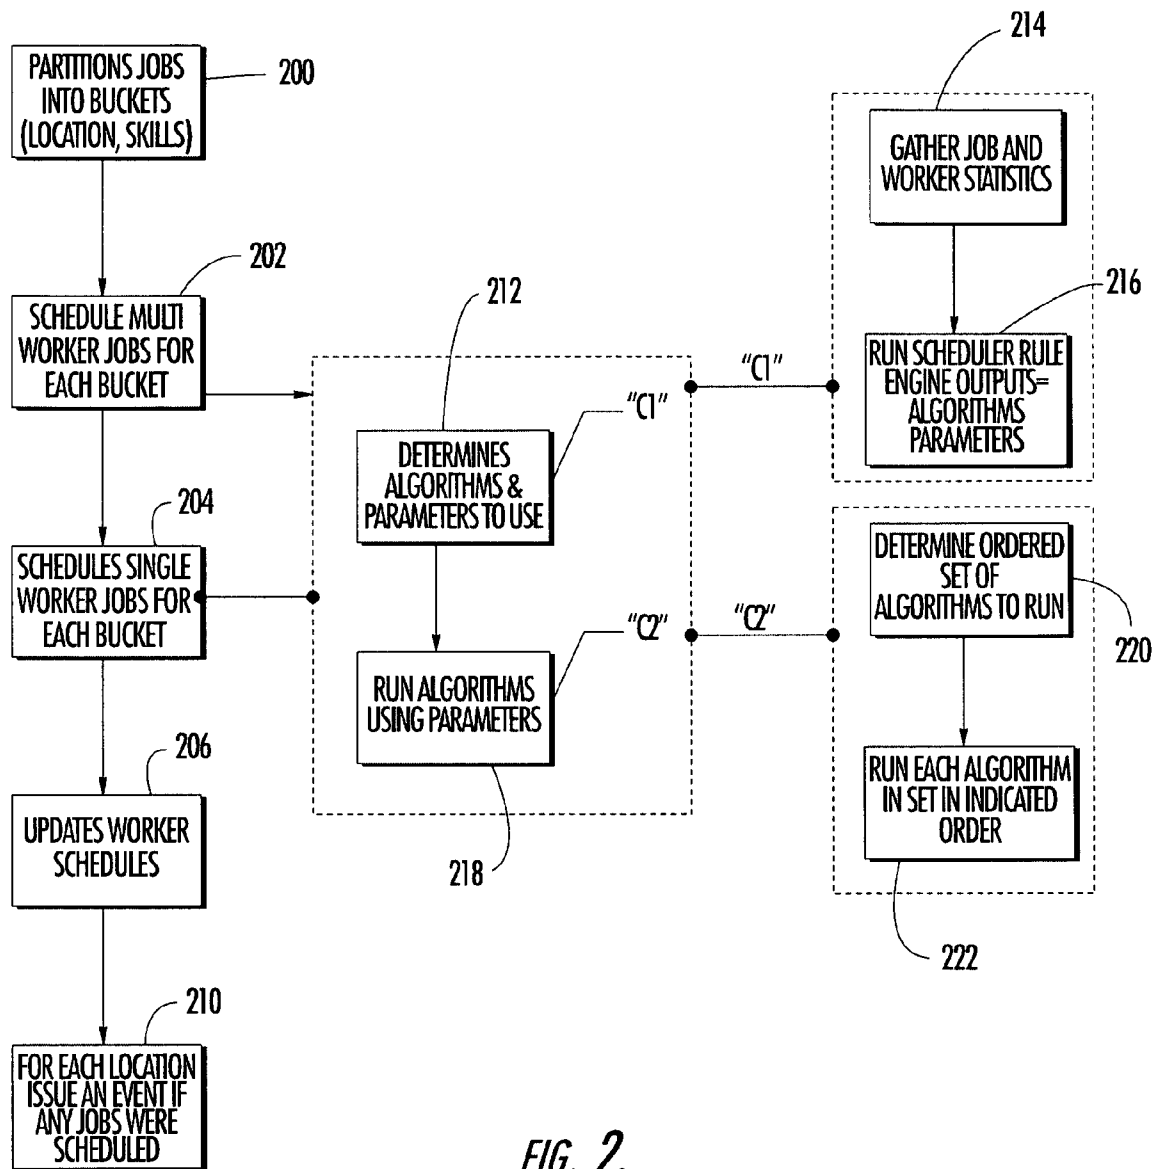 PARTITIONS JOBS
INTO BUCKETS
(LOCATION, SKILLS)
200
SCHEDULE MULTI
WORKER JOBS FOR
EACH BUCKET
202
SCHEDULES SINGLE
WORKER JOBS FOR
EACH BUCKET
204
UPDATES WORKER
SCHEDULES
206
FOR EACH LOCATION
ISSUE AN EVENT IF
ANY JOBS WERE
SCHEDULED
210
212
"C1"
DETERMINES
ALGORITHMS &
PARAMETERS TO USE
"C2"
RUN ALGORITHMS
USING PARAMETERS
218
"C1"
"C2"
214
GATHER JOB AND
WORKER STATISTICS
216
RUN SCHEDULER RULE
ENGINE OUTPUTS=
ALGORITHMS
PARAMETERS
DETERMINE ORDERED
SET OF
ALGORITHMS TO RUN
220
RUN EACH ALGORITHM
IN SET IN INDICATED
ORDER
222
FIG. 2.